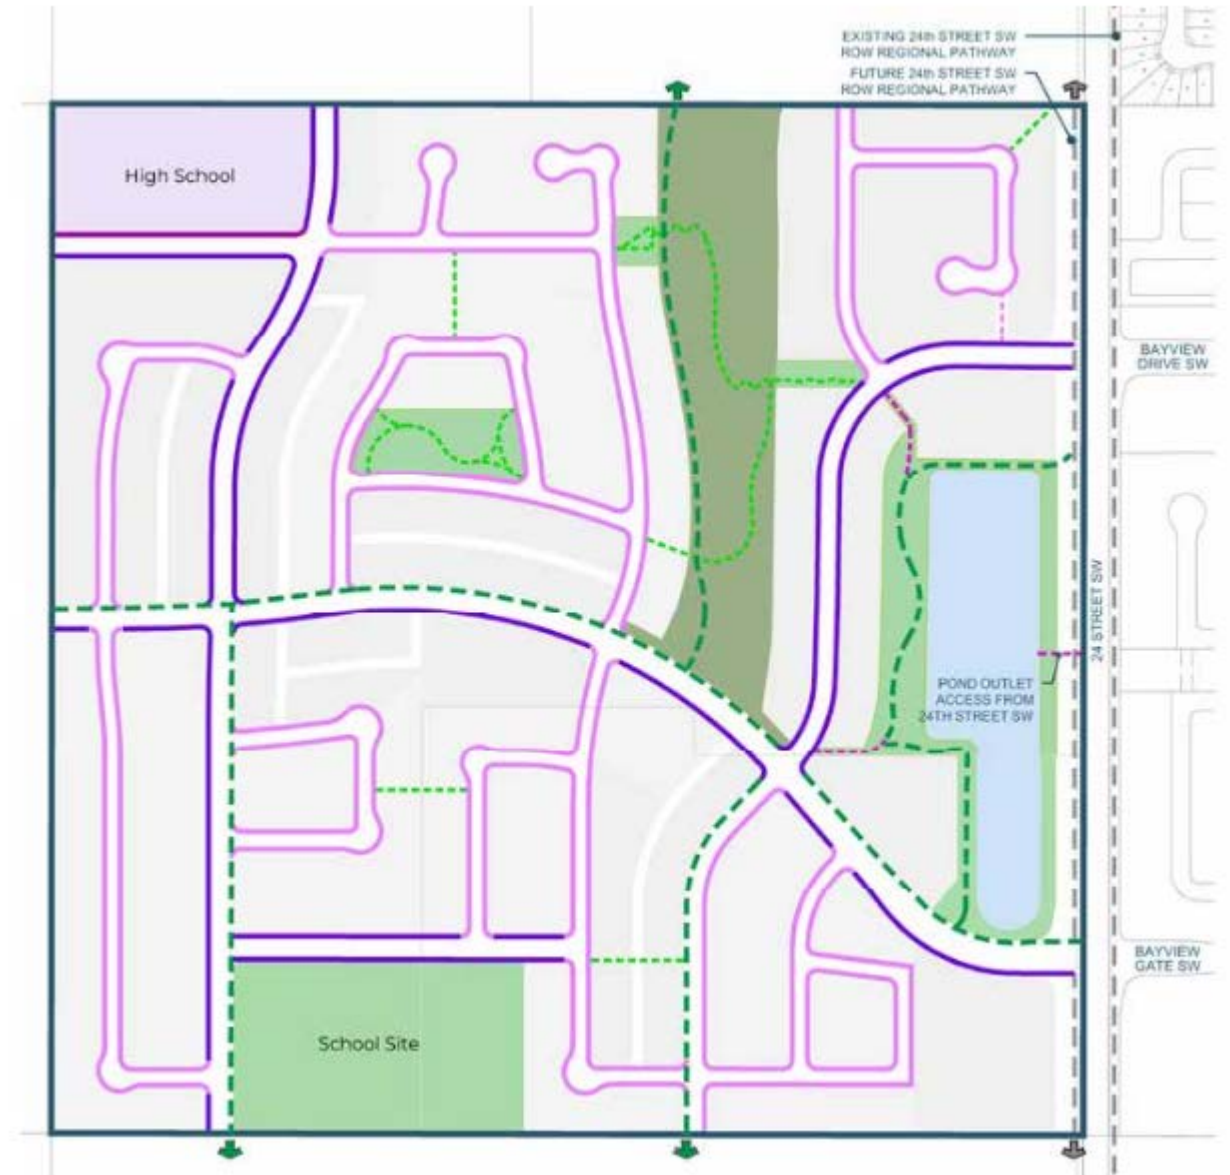 EXISTING 24th STREET SW
ROW REGIONAL PATHWAY
FUTURE 24th STREET SW
ROW REGIONAL PATHWAY
High School
BAYVIEW
DRIVE SW
24 STREET SW
POND OUTLET
ACCESS FROM
24TH STREET SW
BAYVIEW
GATE SW
School Site